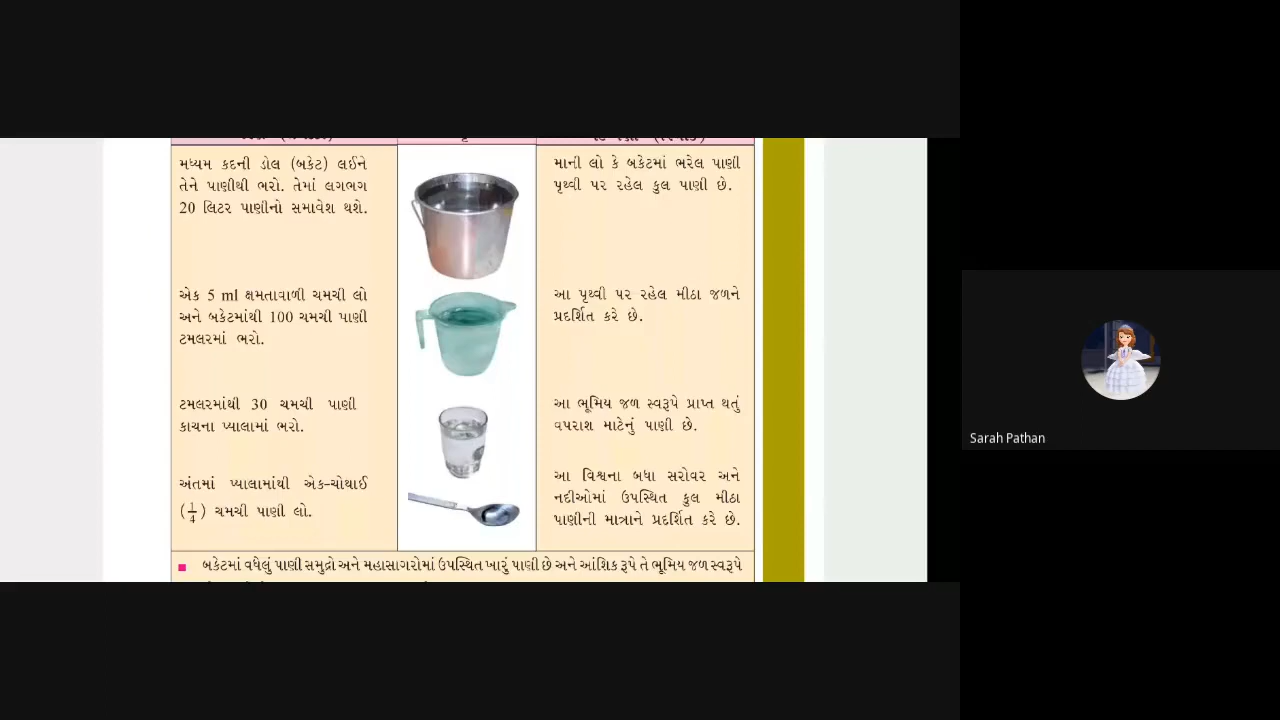 મધ્યમ કદની ડોલ (બકેટ) લઈને
તેને પાણીથી ભરો. તેમાં લગભગ
20 લિટર પાણીનો સમાવેશ થશે.
માની લો કે બકેટમાં ભરેલ પાણી
પૃથ્વી પર રહેલ કુલ પાણી છે.
એક 5 ml ક્ષમતાવાળી ચમચી લો
અને બકેટમાંથી 100 ચમચી પાણી
ટમલરમાં ભરો.
આ પૃથ્વી પર રહેલ મીઠા જળને
પ્રદર્શિત કરે છે.
ટમલરમાંથી 30 ચમચી પાણી
કાચના પ્યાલામાં ભરો.
આ ભૂમિય જળ સ્વરૂપે પ્રાપ્ત થતું
વપરાશ માટેનું પાણી છે.
અંતમાં પ્યાલામાંથી એક-ચોથાઈ
(1/4) ચમચી પાણી લો.
આ વિશ્વના બધા સરોવર અને
નદીઓમાં ઉપસ્થિત કુલ મીઠા
પાણીની માત્રાને પ્રદર્શિત કરે છે.
બકેટમાં વધેલું પાણી સમુદ્રો અને મહાસાગરોમાં ઉપસ્થિત ખારું પાણી છે અને આંશિક રૂપે તે ભૂમિય જળ સ્વરૂપે
Sarah Pathan